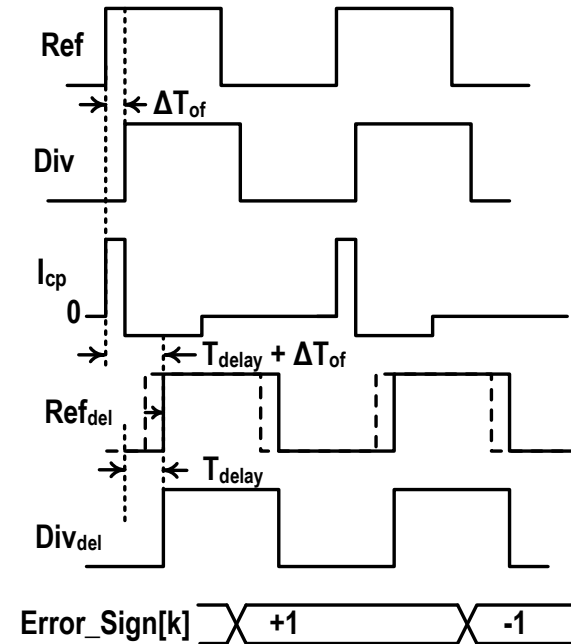 Ref
ΔTof
Div
Icp
0
Tdelay + ΔTof
Refdel
Tdelay
Divdel
Error_Sign[k] +1 -1